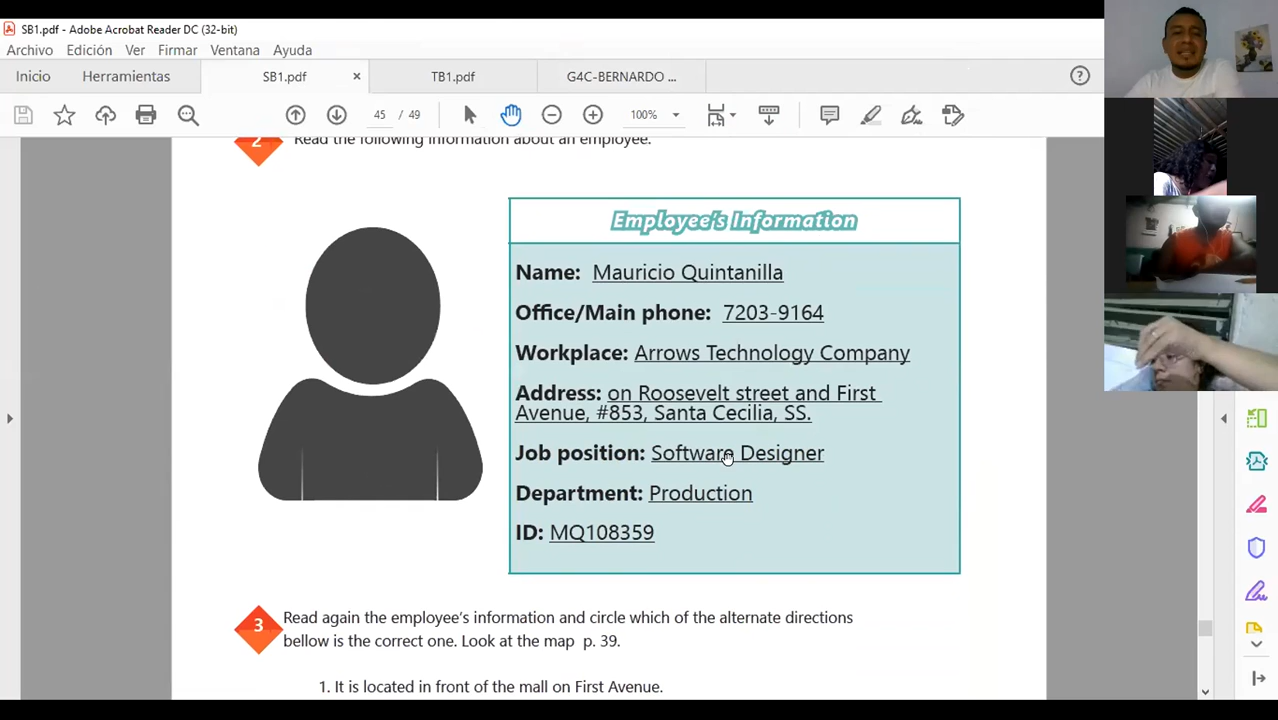 SB1.pdf - Adobe Acrobat Reader DC (32-bit)
Archivo Edición Ver Firmar Ventana Ayuda
Inicio Herramientas SB1.pdf × TB1.pdf G4C-BERNARDO ...
45 / 49 100%
2 Read the following information about an employee.
Employee's Information
Name: Mauricio Quintanilla
Office/Main phone: 7203-9164
Workplace: Arrows Technology Company
Address: on Roosevelt street and First
Avenue, #853, Santa Cecilia, SS.
Job position: Software Designer
Department: Production
ID: MQ108359
3 Read again the employee's information and circle which of the alternate directions
bellow is the correct one. Look at the map p. 39.
1. It is located in front of the mall on First Avenue.